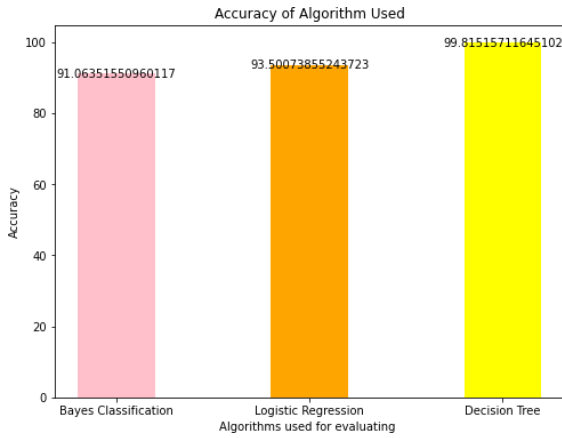 Accuracy of Algorithm Used
100
80
60
40
20
0
Accuracy
91.06351550960117
93.50073855243723
99.81515711645102
Bayes Classification
Logistic Regression
Decision Tree
Algorithms used for evaluating